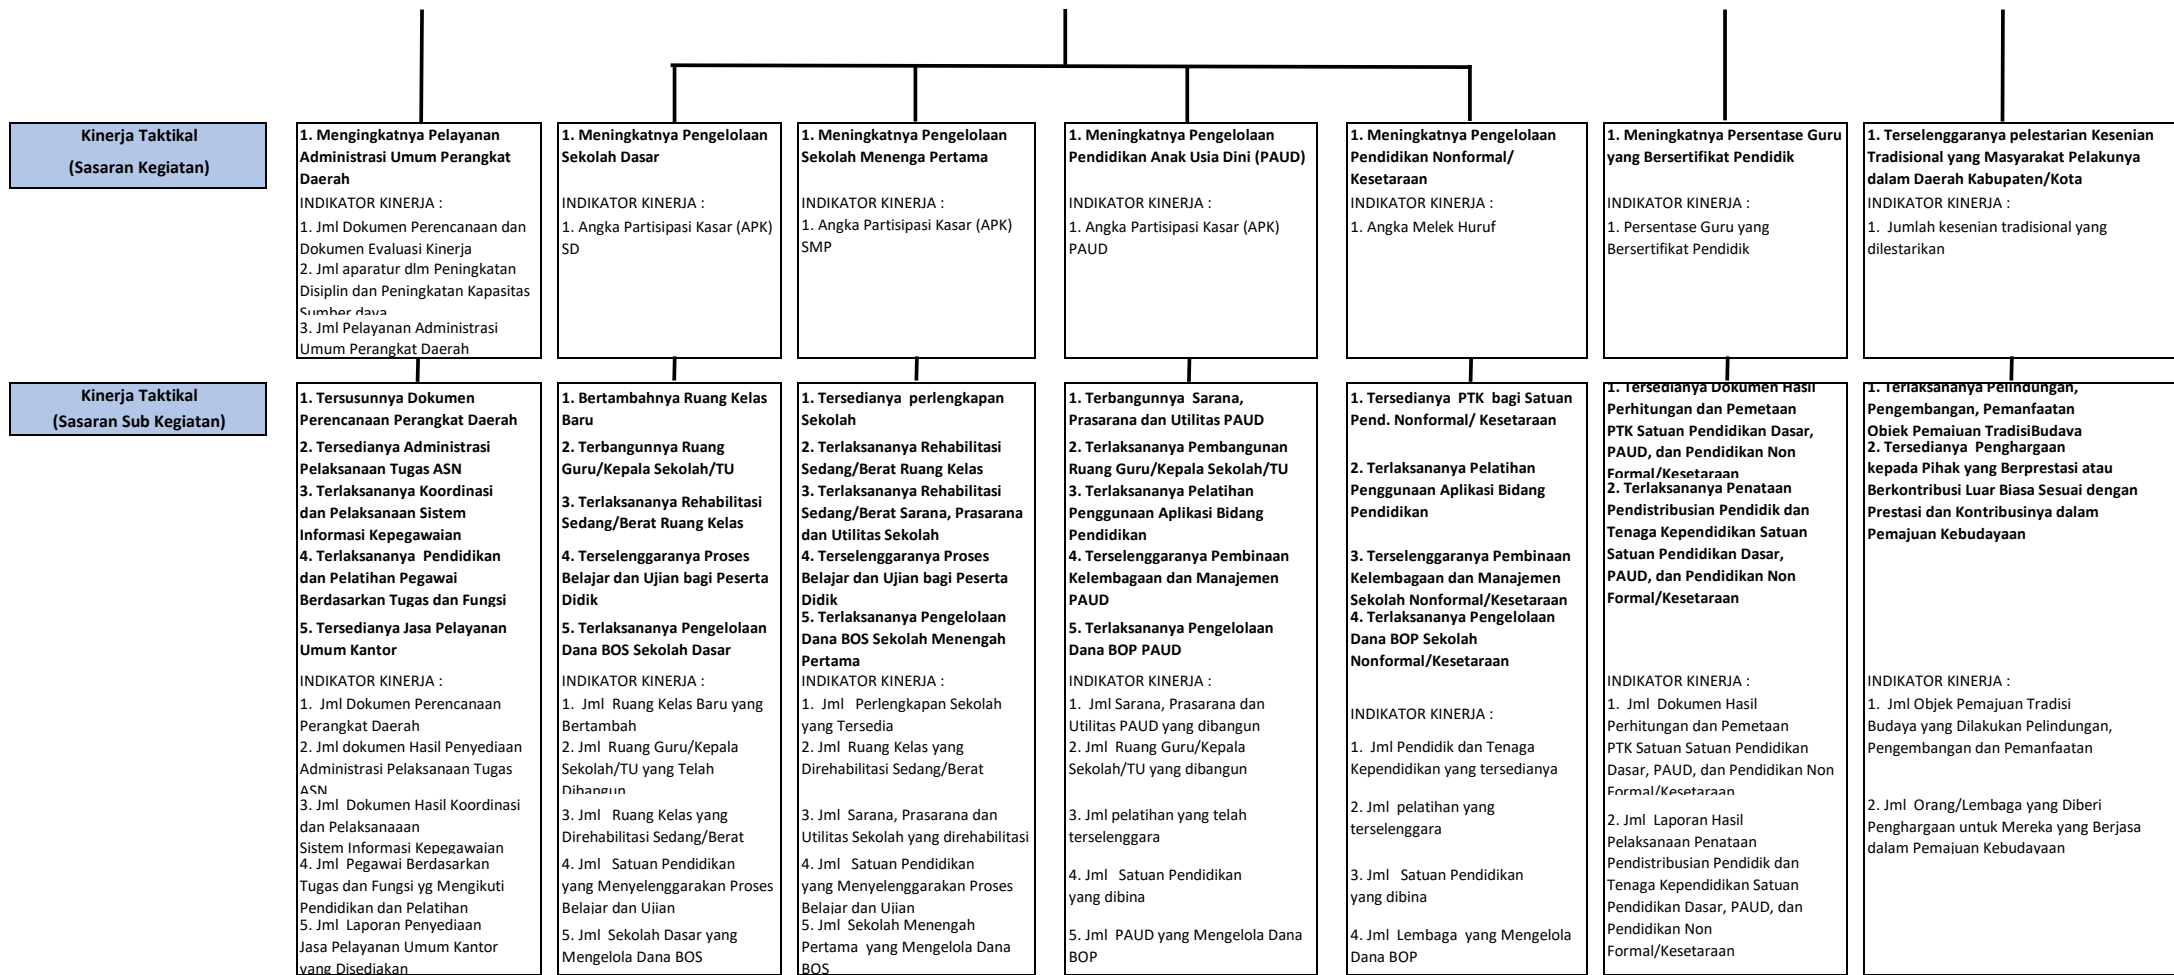 Kinerja Taktikal
(Sasaran Kegiatan)
1. Mengingkatnya Pelayanan
Administrasi Umum Perangkat
Daerah
INDIKATOR KINERJA :
1. Jml Dokumen Perencanaan dan
Dokumen Evaluasi Kinerja
2. Jml aparatur dlm Peningkatan
Disiplin dan Peningkatan Kapasitas
Sumber daya
3. Jml Pelayanan Administrasi
Umum Perangkat Daerah
1. Meningkatnya Pengelolaan
Sekolah Dasar
INDIKATOR KINERJA :
1. Angka Partisipasi Kasar (APK)
SD
1. Meningkatnya Pengelolaan
Sekolah Menenga Pertama
INDIKATOR KINERJA :
1. Angka Partisipasi Kasar (APK)
SMP
1. Meningkatnya Pengelolaan
Pendidikan Anak Usia Dini (PAUD)
INDIKATOR KINERJA :
1. Angka Partisipasi Kasar (APK)
PAUD
1. Meningkatnya Pengelolaan
Pendidikan Nonformal/
Kesetaraan
INDIKATOR KINERJA :
1. Angka Melek Huruf
1. Meningkatnya Persentase Guru
yang Bersertifikat Pendidik
INDIKATOR KINERJA :
1. Persentase Guru yang
Bersertifikat Pendidik
1. Terselenggaranya pelestarian Kesenian
Tradisional yang Masyarakat Pelakunya
dalam Daerah Kabupaten/Kota
INDIKATOR KINERJA :
1. Jumlah kesenian tradisional yang
dilestarikan
Kinerja Taktikal
(Sasaran Sub Kegiatan)
1. Tersusunnya Dokumen
Perencanaan Perangkat Daerah
2. Tersedianya Administrasi
Pelaksanaan Tugas ASN
3. Terlaksananya Koordinasi
dan Pelaksanaan Sistem
Informasi Kepegawaian
4. Terlaksananya Pendidikan
dan Pelatihan Pegawai
Berdasarkan Tugas dan Fungsi
5. Tersedianya Jasa Pelayanan
Umum Kantor
INDIKATOR KINERJA :
1. Jml Dokumen Perencanaan
Perangkat Daerah
2. Jml dokumen Hasil Penyediaan
Administrasi Pelaksanaan Tugas
ASN
3. Jml Dokumen Hasil Koordinasi
dan Pelaksanaaan
Sistem Informasi Kepegawaian
4. Jml Pegawai Berdasarkan
Tugas dan Fungsi yg Mengikuti
Pendidikan dan Pelatihan
5. Jml Laporan Penyediaan
Jasa Pelayanan Umum Kantor
yang Disediakan
1. Bertambahnya Ruang Kelas
Baru
2. Terbangunnya Ruang
Guru/Kepala Sekolah/TU
3. Terlaksananya Rehabilitasi
Sedang/Berat Ruang Kelas
4. Terselenggaranya Proses
Belajar dan Ujian bagi Peserta
Didik
5. Terlaksananya Pengelolaan
Dana BOS Sekolah Dasar
INDIKATOR KINERJA :
1. Jml Ruang Kelas Baru yang
Bertambah
2. Jml Ruang Guru/Kepala
Sekolah/TU yang Telah
Dibangun
3. Jml Ruang Kelas yang
Direhabilitasi Sedang/Berat
4. Jml Satuan Pendidikan
yang Menyelenggarakan Proses
Belajar dan Ujian
5. Jml Sekolah Dasar yang
Mengelola Dana BOS
1. Tersedianya perlengkapan
Sekolah
2. Terlaksananya Rehabilitasi
Sedang/Berat Ruang Kelas
3. Terlaksananya Rehabilitasi
Sedang/Berat Sarana, Prasarana
dan Utilitas Sekolah
4. Terselenggaranya Proses
Belajar dan Ujian bagi Peserta
Didik
5. Terlaksananya Pengelolaan
Dana BOS Sekolah Menengah
Pertama
INDIKATOR KINERJA :
1. Jml Perlengkapan Sekolah
yang Tersedia
2. Jml Ruang Kelas yang
Direhabilitasi Sedang/Berat
3. Jml Sarana, Prasarana dan
Utilitas Sekolah yang direhabilitasi
4. Jml Satuan Pendidikan
yang Menyelenggarakan Proses
Belajar dan Ujian
5. Jml Sekolah Menengah
Pertama yang Mengelola Dana
BOS
1. Terbangunnya Sarana,
Prasarana dan Utilitas PAUD
2. Terlaksananya Pembangunan
Ruang Guru/Kepala Sekolah/TU
3. Terlaksananya Pelatihan
Penggunaan Aplikasi Bidang
Pendidikan
4. Terselenggaranya Pembinaan
Kelembagaan dan Manajemen
PAUD
5. Terlaksananya Pengelolaan
Dana BOP PAUD
INDIKATOR KINERJA :
1. Jml Sarana, Prasarana dan
Utilitas PAUD yang dibangun
2. Jml Ruang Guru/Kepala
Sekolah/TU yang dibangun
3. Jml pelatihan yang telah
terselenggara
4. Jml Satuan Pendidikan
yang dibina
5. Jml PAUD yang Mengelola Dana
BOP
1. Tersedianya PTK bagi Satuan
Pend. Nonformal/ Kesetaraan
2. Terlaksananya Pelatihan
Penggunaan Aplikasi Bidang
Pendidikan
3. Terselenggaranya Pembinaan
Kelembagaan dan Manajemen
Sekolah Nonformal/Kesetaraan
4. Terlaksananya Pengelolaan
Dana BOP Sekolah
Nonformal/Kesetaraan
INDIKATOR KINERJA :
1. Jml Pendidik dan Tenaga
Kependidikan yang tersedianya
2. Jml pelatihan yang
terselenggara
3. Jml Satuan Pendidikan
yang dibina
4. Jml Lembaga yang Mengelola
Dana BOP
1. Tersedianya Dokumen Hasil
Perhitungan dan Pemetaan
PTK Satuan Pendidikan Dasar,
PAUD, dan Pendidikan Non
Formal/Kesetaraan
2. Terlaksananya Penataan
Pendistribusian Pendidik dan
Tenaga Kependidikan Satuan
Satuan Pendidikan Dasar,
PAUD, dan Pendidikan Non
Formal/Kesetaraan
INDIKATOR KINERJA :
1. Jml Dokumen Hasil
Perhitungan dan Pemetaan
PTK Satuan Satuan Pendidikan
Dasar, PAUD, dan Pendidikan Non
Formal/Kesetaraan
2. Jml Laporan Hasil
Pelaksanaan Penataan
Pendistribusian Pendidik dan
Tenaga Kependidikan Satuan
Pendidikan Dasar, PAUD, dan
Pendidikan Non
Formal/Kesetaraan
1. Terlaksananya Pelindungan,
Pengembangan, Pemanfaatan
Objek Pemajuan TradisiBudaya
2. Tersedianya Penghargaan
kepada Pihak yang Berprestasi atau
Berkontribusi Luar Biasa Sesuai dengan
Prestasi dan Kontribusinya dalam
Pemajuan Kebudayaan
INDIKATOR KINERJA :
1. Jml Objek Pemajuan Tradisi
Budaya yang Dilakukan Pelindungan,
Pengembangan dan Pemanfaatan
2. Jml Orang/Lembaga yang Diberi
Penghargaan untuk Mereka yang Berjasa
dalam Pemajuan Kebudayaan